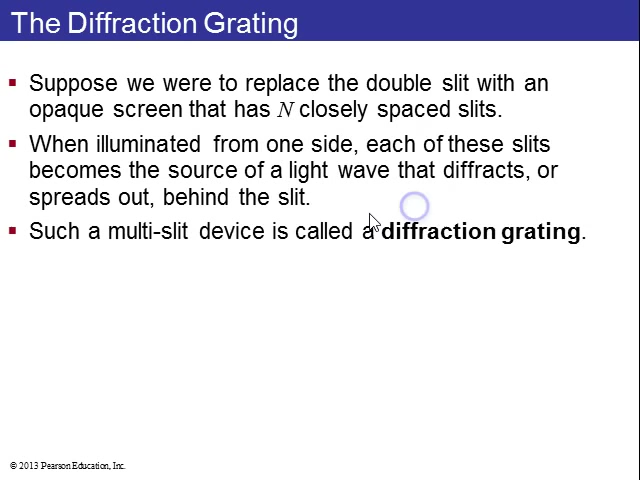 The Diffraction Grating
▪ Suppose we were to replace the double slit with an
opaque screen that has N closely spaced slits.
▪ When illuminated from one side, each of these slits
becomes the source of a light wave that diffracts, or
spreads out, behind the slit.
▪ Such a multi-slit device is called a diffraction grating.
© 2013 Pearson Education, Inc.